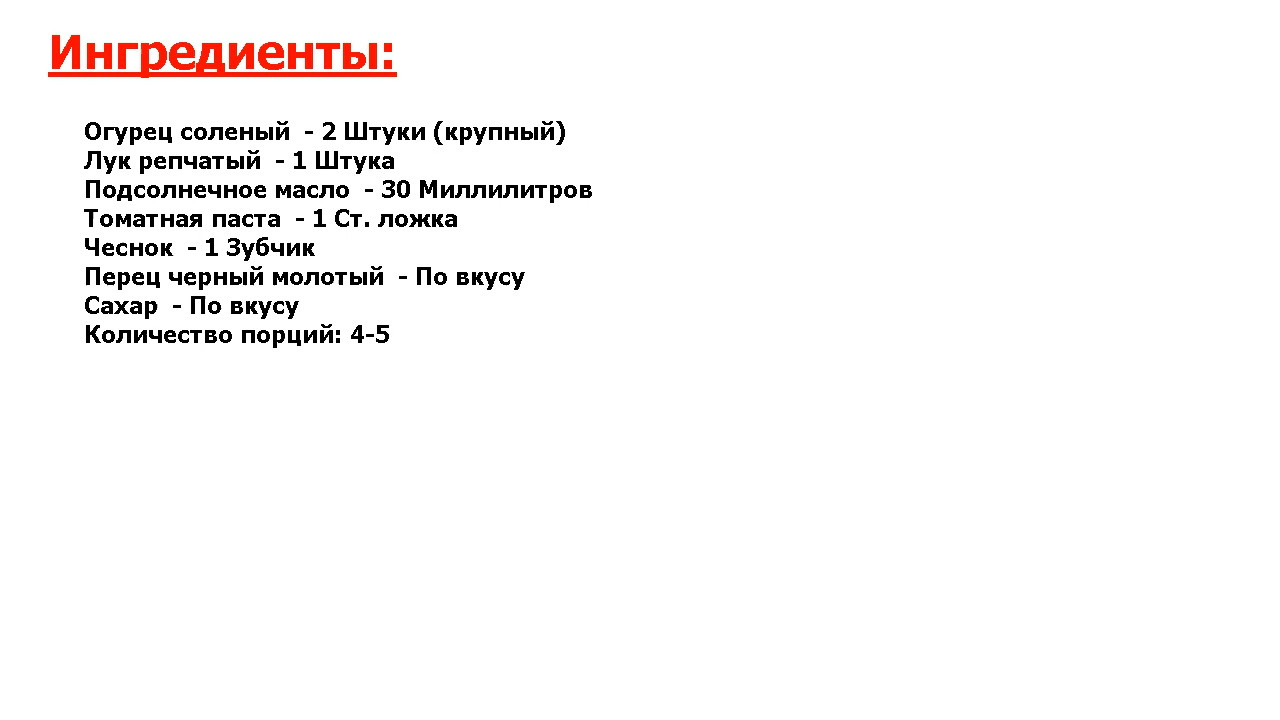 Ингредиенты:
Огурец соленый  - 2 Штуки (крупный)
Лук репчатый  - 1 Штука
Подсолнечное масло  - 30 Миллилитров
Томатная паста  - 1 Ст. ложка
Чеснок  - 1 Зубчик
Перец черный молотый  - По вкусу
Сахар  - По вкусу
Количество порций: 4-5